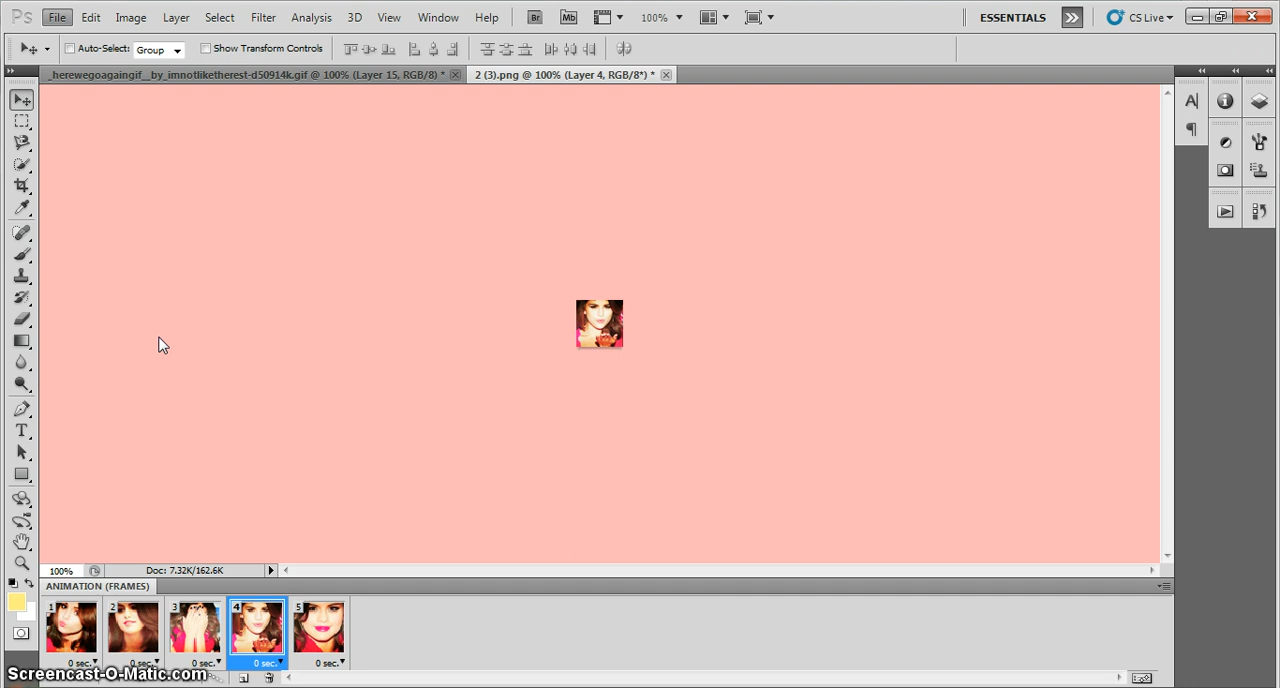 Ps File Edit Image Layer Select Filter Analysis 3D View Window Help Br Mb 100% ESSENTIALS CS Live
Auto-Select: Group Show Transform Controls
_herewegoagaingif__by_imnotliketherest-d50914k.gif @ 100% (Layer 15, RGB/8) * 2 (3).png @ 100% (Layer 4, RGB/8*) *
A
T
100% Doc: 7.32K/162.6K
ANIMATION (FRAMES)
1 2 3 4 5
0 sec. 0 sec. 0 sec. 0 sec. 0 sec.
Screencast-O-Matic.com